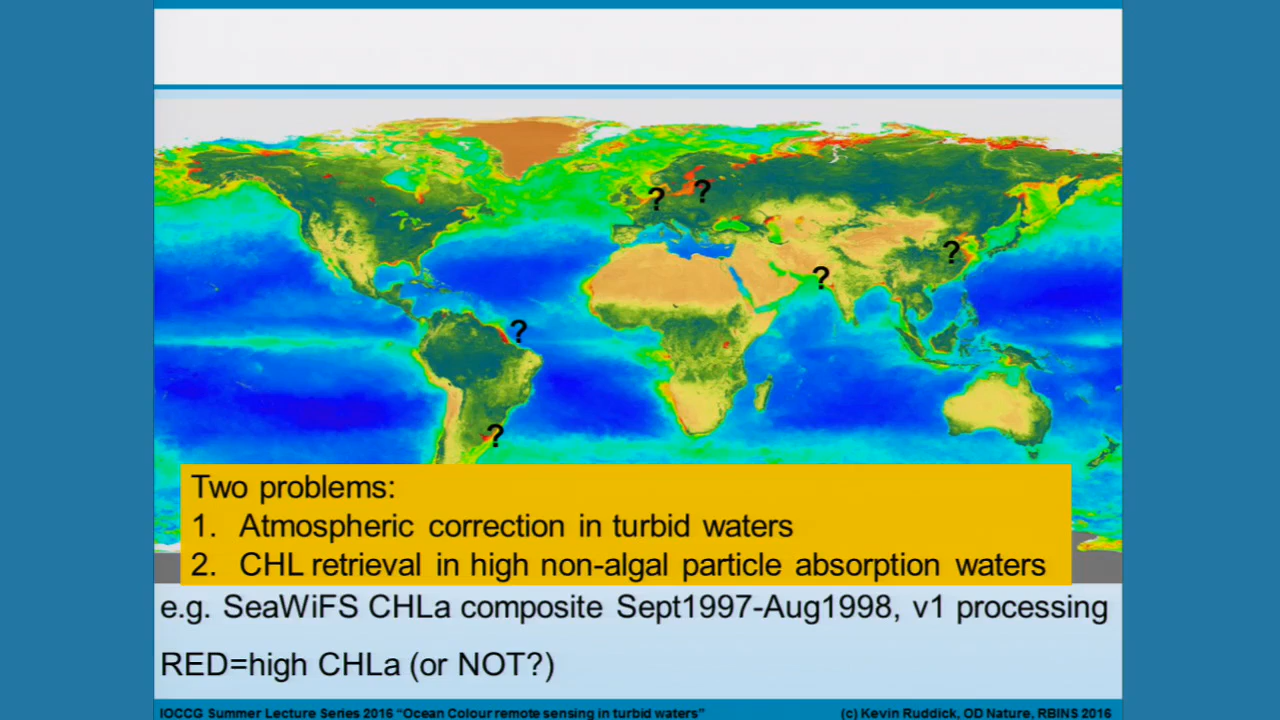 ?
?
?
?
?
?
Two problems:
1. Atmospheric correction in turbid waters
2. CHL retrieval in high non-algal particle absorption waters
e.g. SeaWiFS CHLa composite Sept1997-Aug1998, v1 processing
RED=high CHLa (or NOT?)
IOCCG Summer Lecture Series 2016 “Ocean Colour remote sensing in turbid waters” (c) Kevin Ruddick, OD Nature, RBINS 2016